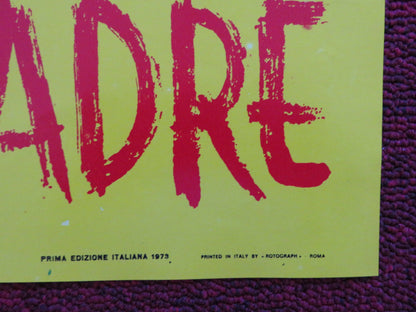 ADRE
PRIMA EDIZIONE ITALIANA 1973
PRINTED IN ITALY BY « ROTOGRAPH » - ROMA